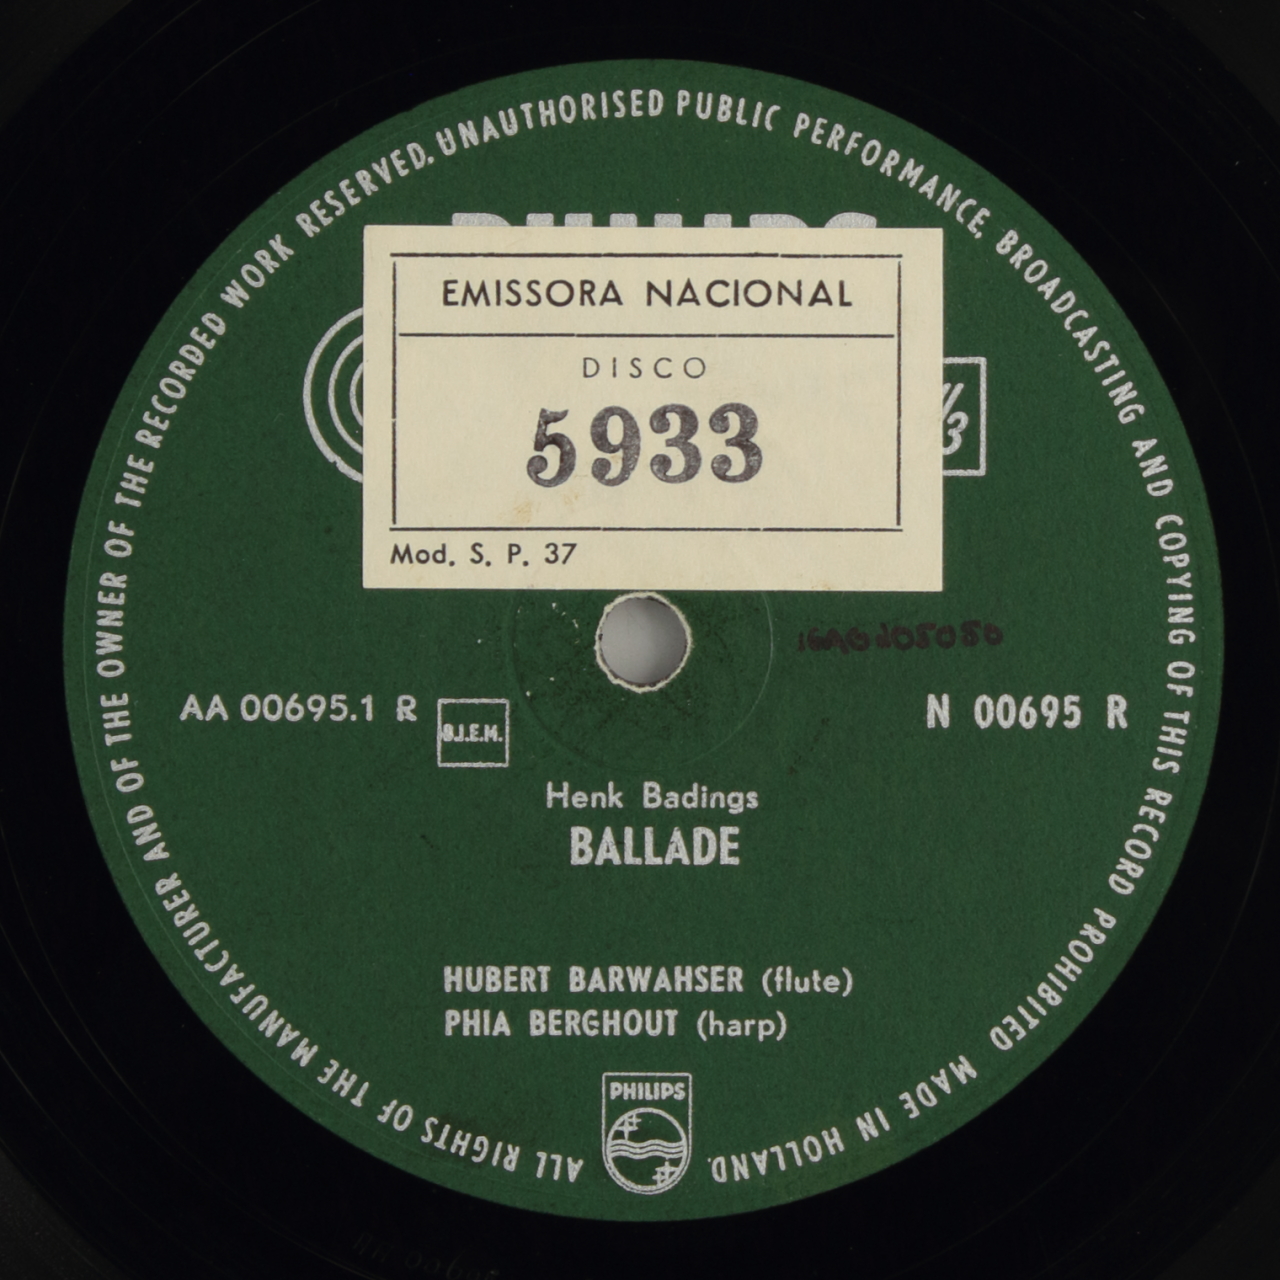 ALL RIGHTS OF THE MANUFACTURER AND OF THE OWNER OF THE RECORDED WORK RESERVED. UNAUTHORISED PUBLIC PERFORMANCE, BROADCASTING AND COPYING OF THIS RECORD PROHIBITED MADE IN HOLLAND
PHILIPS
EMISSORA NACIONAL
DISCO
5933
Mod. S. P. 37
AA 00695.1 R
B.I.E.M.
N 00695 R
Henk Badings
BALLADE
HUBERT BARWAHSER (flute)
PHIA BERGHOUT (harp)
PHILIPS